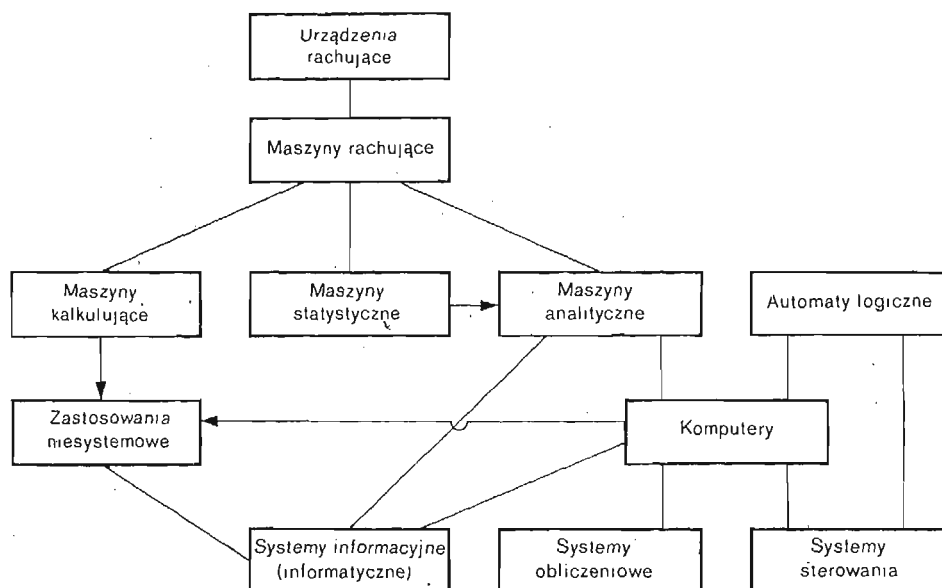 Urządzenia
rachujące
Maszyny rachujące
Maszyny
kalkulujące
Maszyny
statystyczne
Maszyny
analityczne
Automaty logiczne
Zastosowania
niesystemowe
Komputery
Systemy informacyjne
(informatyczne)
Systemy
obliczeniowe
Systemy
sterowania